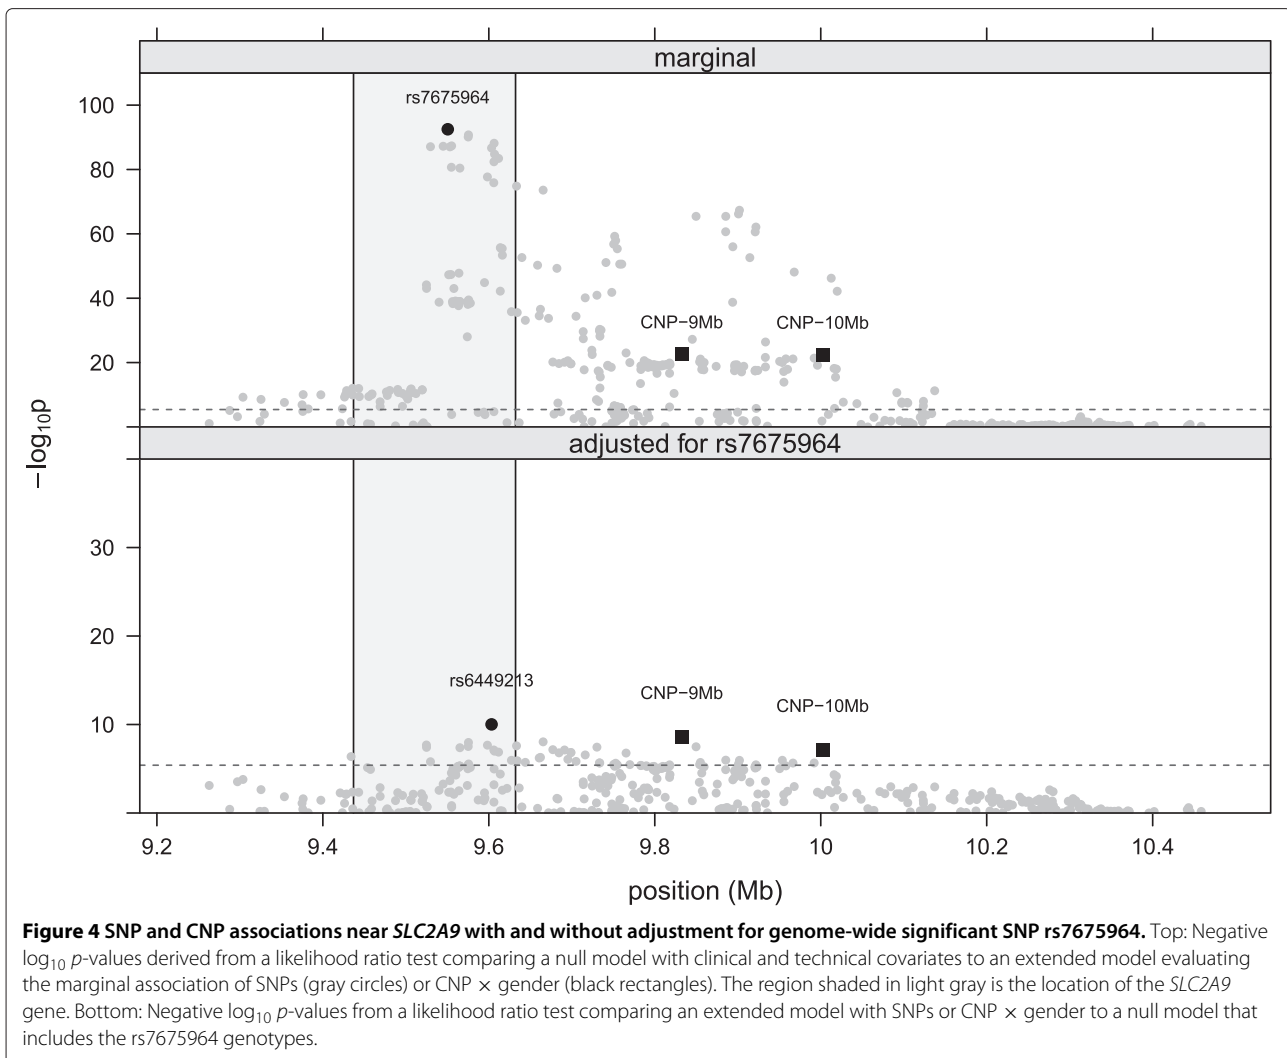 marginal
rs7675964
100
80
60
40
20
CNP−9Mb
CNP−10Mb
−log10p
adjusted for rs7675964
30
20
10
rs6449213
CNP−9Mb
CNP−10Mb
9.2 9.4 9.6 9.8 10 10.2 10.4
position (Mb)
Figure 4 SNP and CNP associations near SLC2A9 with and without adjustment for genome-wide significant SNP rs7675964. Top: Negative
log10 p-values derived from a likelihood ratio test comparing a null model with clinical and technical covariates to an extended model evaluating
the marginal association of SNPs (gray circles) or CNP × gender (black rectangles). The region shaded in light gray is the location of the SLC2A9
gene. Bottom: Negative log10 p-values from a likelihood ratio test comparing an extended model with SNPs or CNP × gender to a null model that
includes the rs7675964 genotypes.